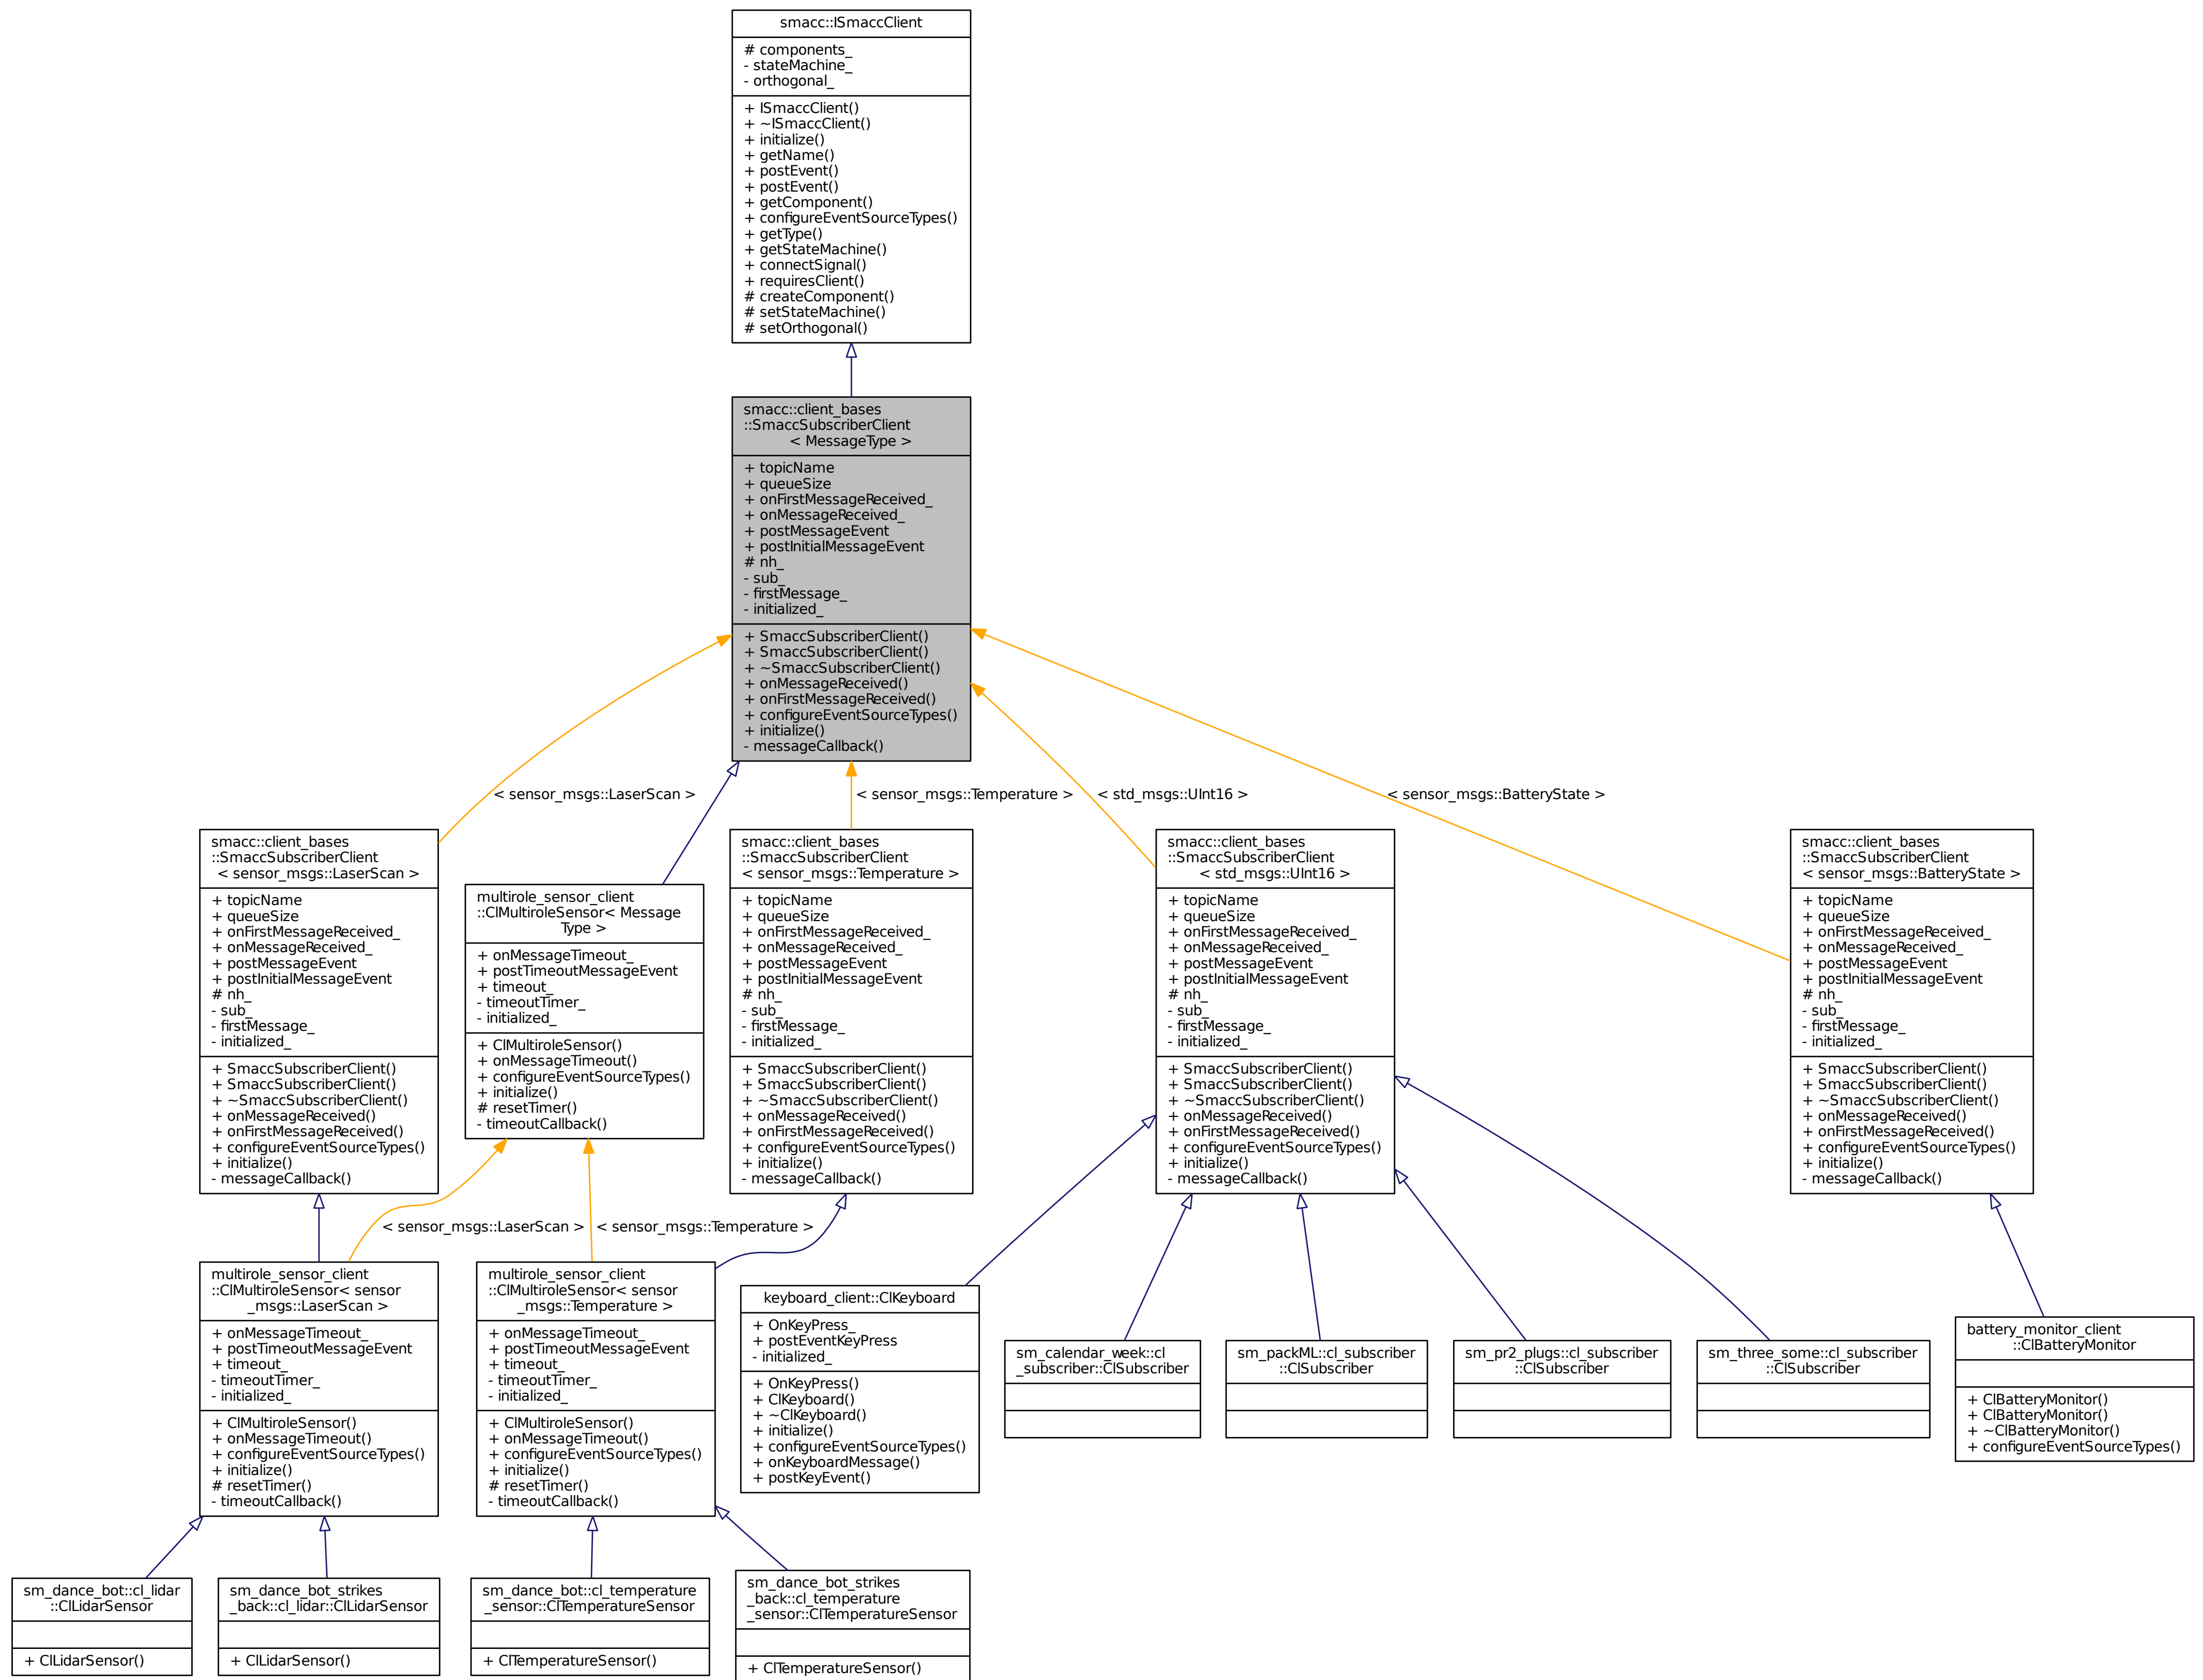 smacc::ISmaccClient
# components_
- stateMachine_
- orthogonal_
+ ISmaccClient()
+ ~ISmaccClient()
+ initialize()
+ getName()
+ postEvent()
+ postEvent()
+ getComponent()
+ configureEventSourceTypes()
+ getType()
+ getStateMachine()
+ connectSignal()
+ requiresClient()
# createComponent()
# setStateMachine()
# setOrthogonal()
smacc::client_bases
::SmaccSubscriberClient
< MessageType >
+ topicName
+ queueSize
+ onFirstMessageReceived_
+ onMessageReceived_
+ postMessageEvent
+ postInitialMessageEvent
# nh_
- sub_
- firstMessage_
- initialized_
+ SmaccSubscriberClient()
+ SmaccSubscriberClient()
+ ~SmaccSubscriberClient()
+ onMessageReceived()
+ onFirstMessageReceived()
+ configureEventSourceTypes()
+ initialize()
- messageCallback()
< sensor_msgs::LaserScan >
< sensor_msgs::Temperature >
< std_msgs::UInt16 >
< sensor_msgs::BatteryState >
smacc::client_bases
::SmaccSubscriberClient
< sensor_msgs::LaserScan >
+ topicName
+ queueSize
+ onFirstMessageReceived_
+ onMessageReceived_
+ postMessageEvent
+ postInitialMessageEvent
# nh_
- sub_
- firstMessage_
- initialized_
+ SmaccSubscriberClient()
+ SmaccSubscriberClient()
+ ~SmaccSubscriberClient()
+ onMessageReceived()
+ onFirstMessageReceived()
+ configureEventSourceTypes()
+ initialize()
- messageCallback()
multirole_sensor_client
::ClMultiroleSensor< Message
Type >
+ onMessageTimeout_
+ postTimeoutMessageEvent
+ timeout_
- timeoutTimer_
- initialized_
+ ClMultiroleSensor()
+ onMessageTimeout()
+ configureEventSourceTypes()
+ initialize()
# resetTimer()
- timeoutCallback()
smacc::client_bases
::SmaccSubscriberClient
< sensor_msgs::Temperature >
+ topicName
+ queueSize
+ onFirstMessageReceived_
+ onMessageReceived_
+ postMessageEvent
+ postInitialMessageEvent
# nh_
- sub_
- firstMessage_
- initialized_
+ SmaccSubscriberClient()
+ SmaccSubscriberClient()
+ ~SmaccSubscriberClient()
+ onMessageReceived()
+ onFirstMessageReceived()
+ configureEventSourceTypes()
+ initialize()
- messageCallback()
smacc::client_bases
::SmaccSubscriberClient
< std_msgs::UInt16 >
+ topicName
+ queueSize
+ onFirstMessageReceived_
+ onMessageReceived_
+ postMessageEvent
+ postInitialMessageEvent
# nh_
- sub_
- firstMessage_
- initialized_
+ SmaccSubscriberClient()
+ SmaccSubscriberClient()
+ ~SmaccSubscriberClient()
+ onMessageReceived()
+ onFirstMessageReceived()
+ configureEventSourceTypes()
+ initialize()
- messageCallback()
smacc::client_bases
::SmaccSubscriberClient
< sensor_msgs::BatteryState >
+ topicName
+ queueSize
+ onFirstMessageReceived_
+ onMessageReceived_
+ postMessageEvent
+ postInitialMessageEvent
# nh_
- sub_
- firstMessage_
- initialized_
+ SmaccSubscriberClient()
+ SmaccSubscriberClient()
+ ~SmaccSubscriberClient()
+ onMessageReceived()
+ onFirstMessageReceived()
+ configureEventSourceTypes()
+ initialize()
- messageCallback()
< sensor_msgs::LaserScan >
< sensor_msgs::Temperature >
multirole_sensor_client
::ClMultiroleSensor< sensor
_msgs::LaserScan >
+ onMessageTimeout_
+ postTimeoutMessageEvent
+ timeout_
- timeoutTimer_
- initialized_
+ ClMultiroleSensor()
+ onMessageTimeout()
+ configureEventSourceTypes()
+ initialize()
# resetTimer()
- timeoutCallback()
multirole_sensor_client
::ClMultiroleSensor< sensor
_msgs::Temperature >
+ onMessageTimeout_
+ postTimeoutMessageEvent
+ timeout_
- timeoutTimer_
- initialized_
+ ClMultiroleSensor()
+ onMessageTimeout()
+ configureEventSourceTypes()
+ initialize()
# resetTimer()
- timeoutCallback()
keyboard_client::ClKeyboard
+ OnKeyPress_
+ postEventKeyPress
- initialized_
+ OnKeyPress()
+ ClKeyboard()
+ ~ClKeyboard()
+ initialize()
+ configureEventSourceTypes()
+ onKeyboardMessage()
+ postKeyEvent()
sm_calendar_week::cl
_subscriber::ClSubscriber
sm_packML::cl_subscriber
::ClSubscriber
sm_pr2_plugs::cl_subscriber
::ClSubscriber
sm_three_some::cl_subscriber
::ClSubscriber
battery_monitor_client
::ClBatteryMonitor
+ ClBatteryMonitor()
+ ClBatteryMonitor()
+ ~ClBatteryMonitor()
+ configureEventSourceTypes()
sm_dance_bot::cl_lidar
::ClLidarSensor
+ ClLidarSensor()
sm_dance_bot_strikes
_back::cl_lidar::ClLidarSensor
+ ClLidarSensor()
sm_dance_bot::cl_temperature
_sensor::ClTemperatureSensor
+ ClTemperatureSensor()
sm_dance_bot_strikes
_back::cl_temperature
_sensor::ClTemperatureSensor
+ ClTemperatureSensor()